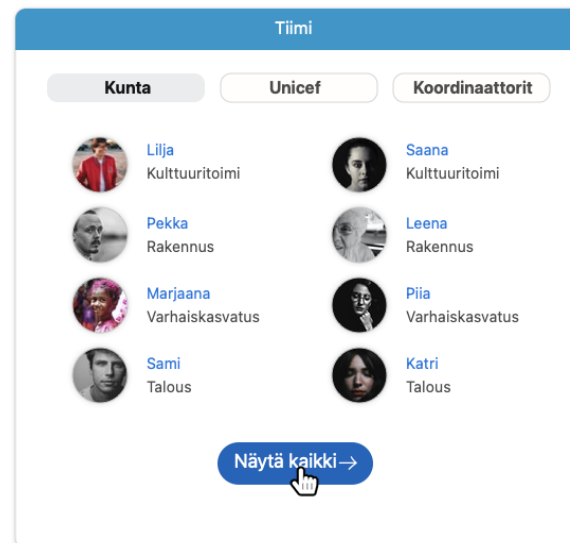 Tiimi
Kunta
Unicef
Koordinaattorit
Lilja
Kulttuuritoimi
Saana
Kulttuuritoimi
Pekka
Rakennus
Leena
Rakennus
Marjaana
Varhaiskasvatus
Piia
Varhaiskasvatus
Sami
Talous
Katri
Talous
Näytä kaikki→